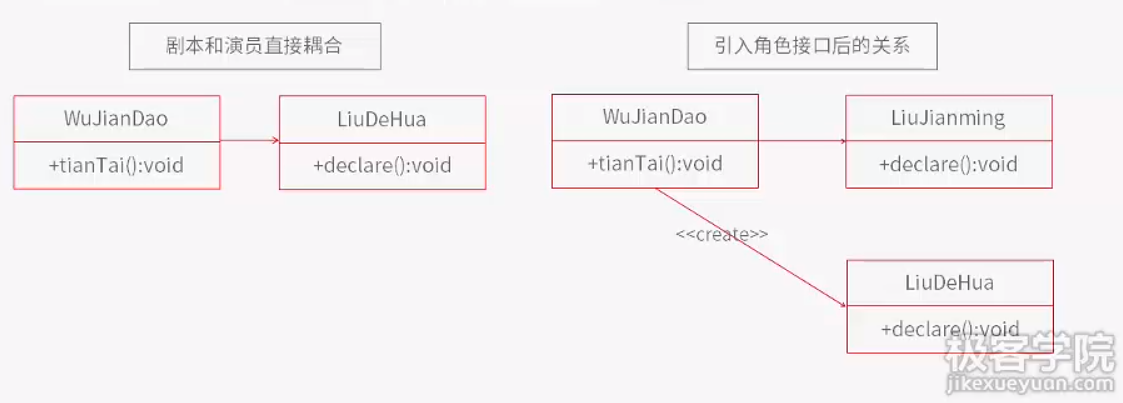 剧本和演员直接耦合
引入角色接口后的关系
WuJianDao
+tianTai():void
LiuDeHua
+declare():void
WuJianDao
+tianTai():void
LiuJianming
+declare():void
<<create>>
LiuDeHua
+declare():void
极客学院
jikexueyuan.com